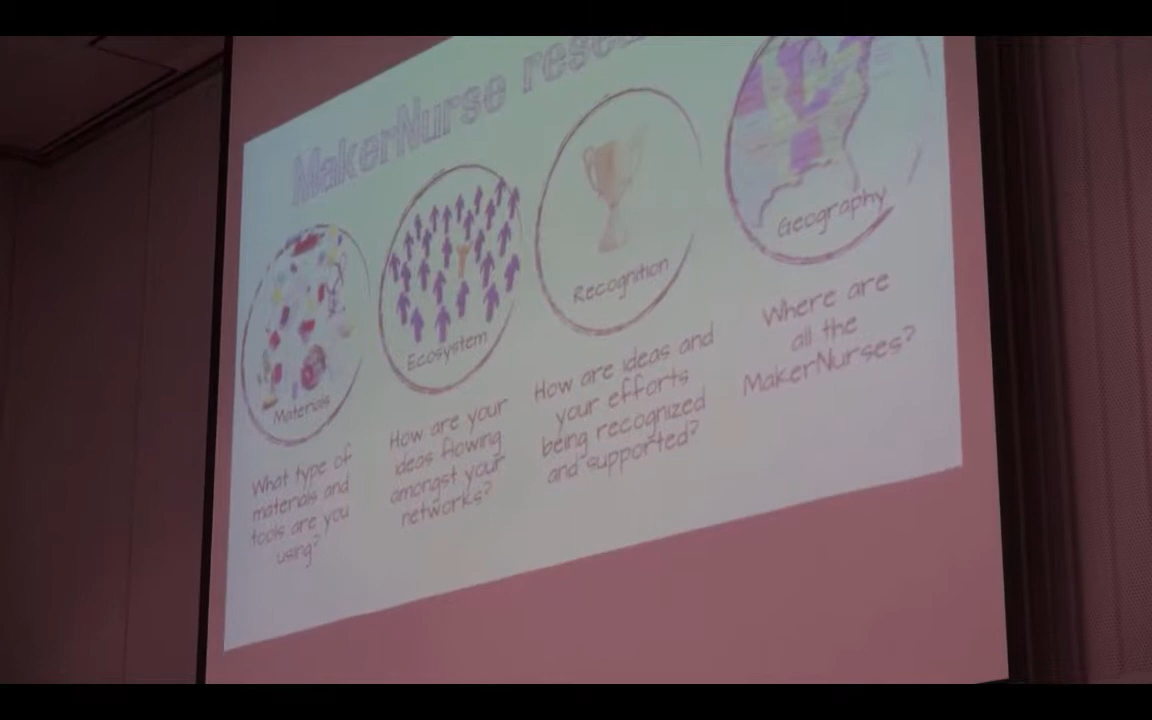 MakerNurse
Materials
What type of
materials and
tools are you
using?
Ecosystem
How are your
ideas flowing
amongst your
networks?
Recognition
How are ideas and
your efforts
being recognized
and supported?
Geography
Where are
all the
MakerNurses?